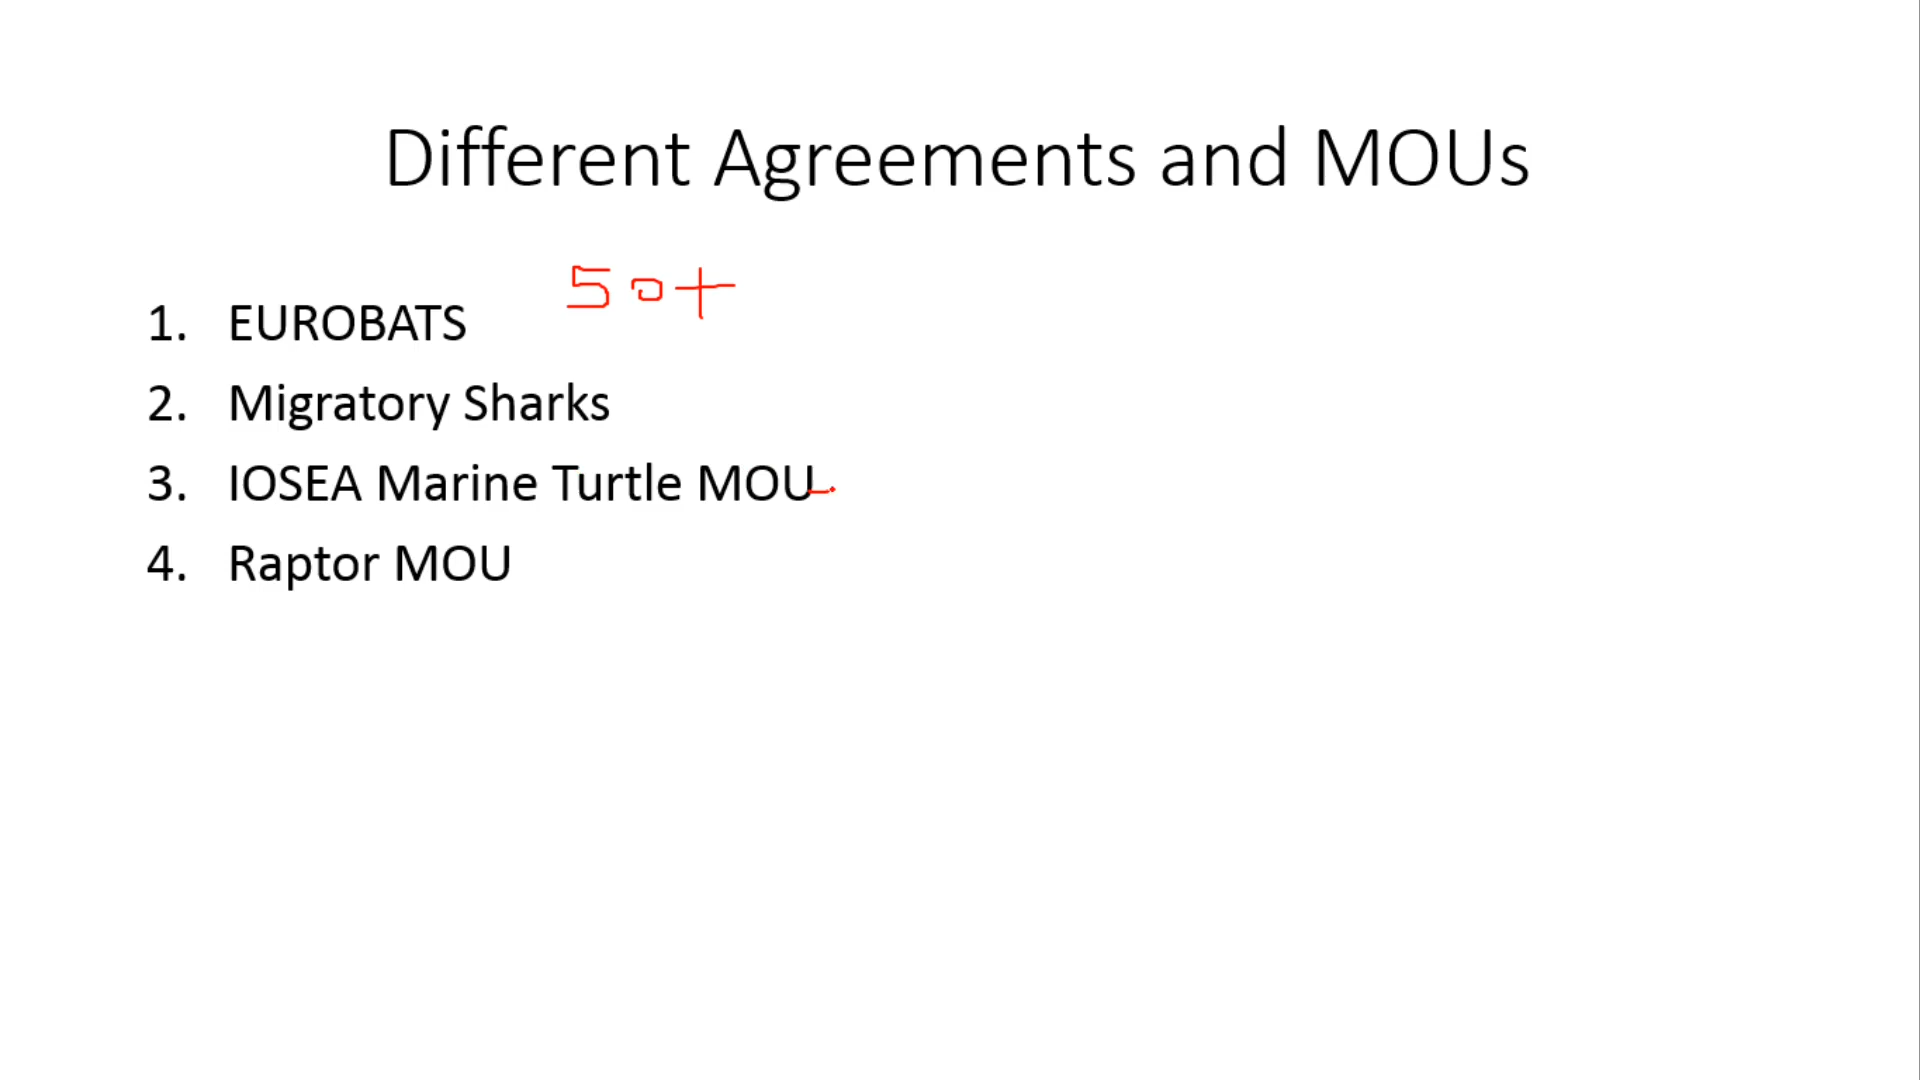 Different Agreements and MOUs
50+
1. EUROBATS
2. Migratory Sharks
3. IOSEA Marine Turtle MOU
4. Raptor MOU